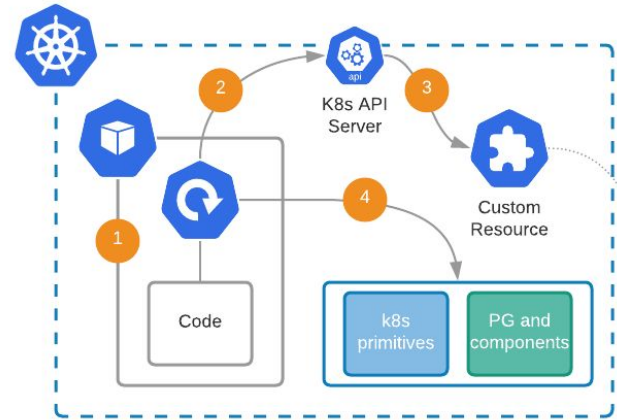 2
api
3
K8s API
Server
1
4
Custom
Resource
Code
k8s
primitives
PG and
components